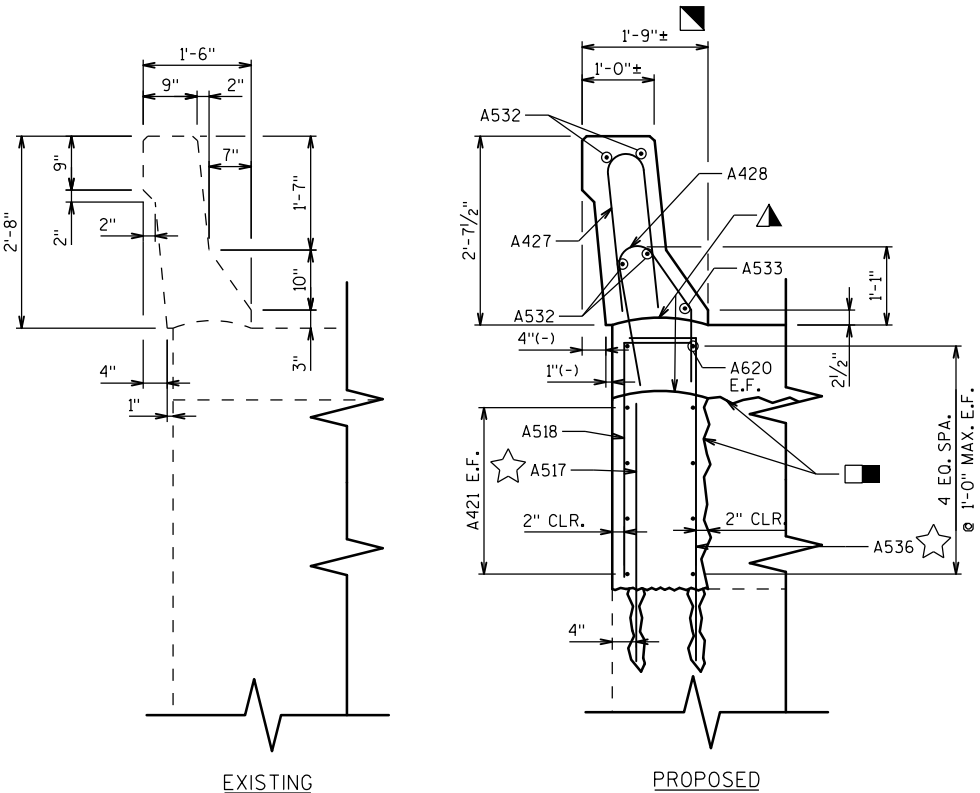 1'-6"
9"
2"
9"
2"
2'-8"
2"
7"
1'-7"
10"
3"
4"
1"
EXISTING
1'-9"±
1'-0"±
A532
A428
2'-7½"
A427
A533
1'-1"
A532
4"(-)
1"(-)
A620
E.F.
2½"
A518
A517
A421 E.F.
2" CLR.
2" CLR.
A536
4 EQ. SPA.
@ 1'-0" MAX. E.F.
4"
PROPOSED